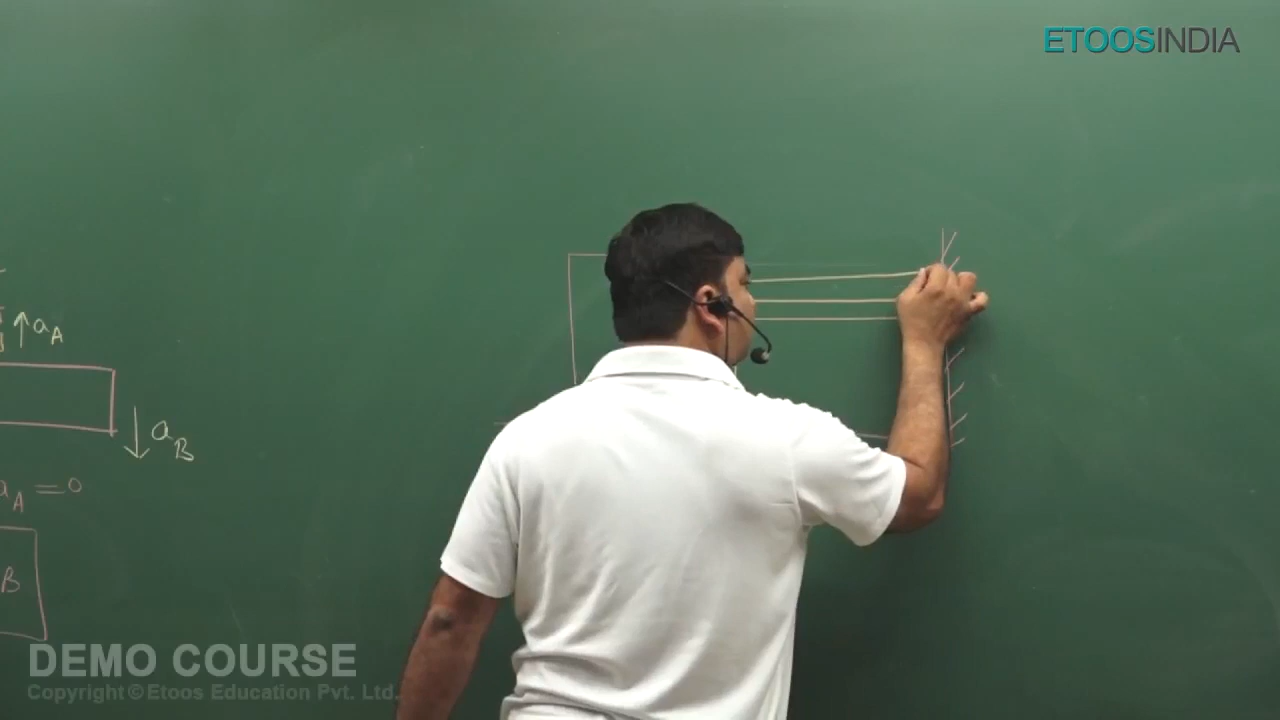 ETOOSINDIA
a_A
a_B
a_A = 0
B
DEMO COURSE
Copyright © Etoos Education Pvt. Ltd.